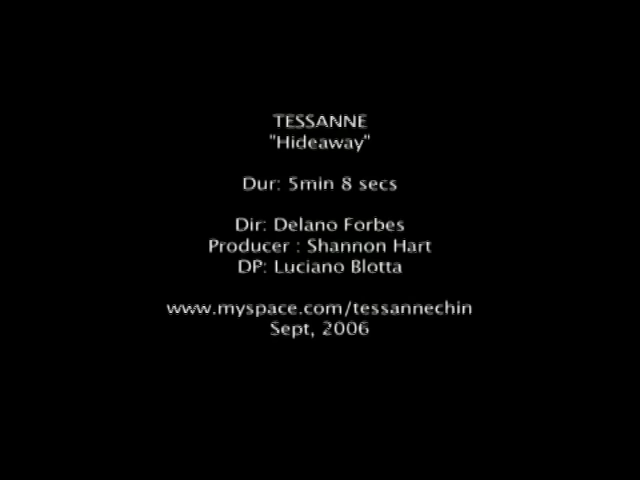 TESSANNE
"Hideaway"
Dur: 5min 8 secs
Dir: Delano Forbes
Producer : Shannon Hart
DP: Luciano Blotta
www.myspace.com/tessannechin
Sept, 2006